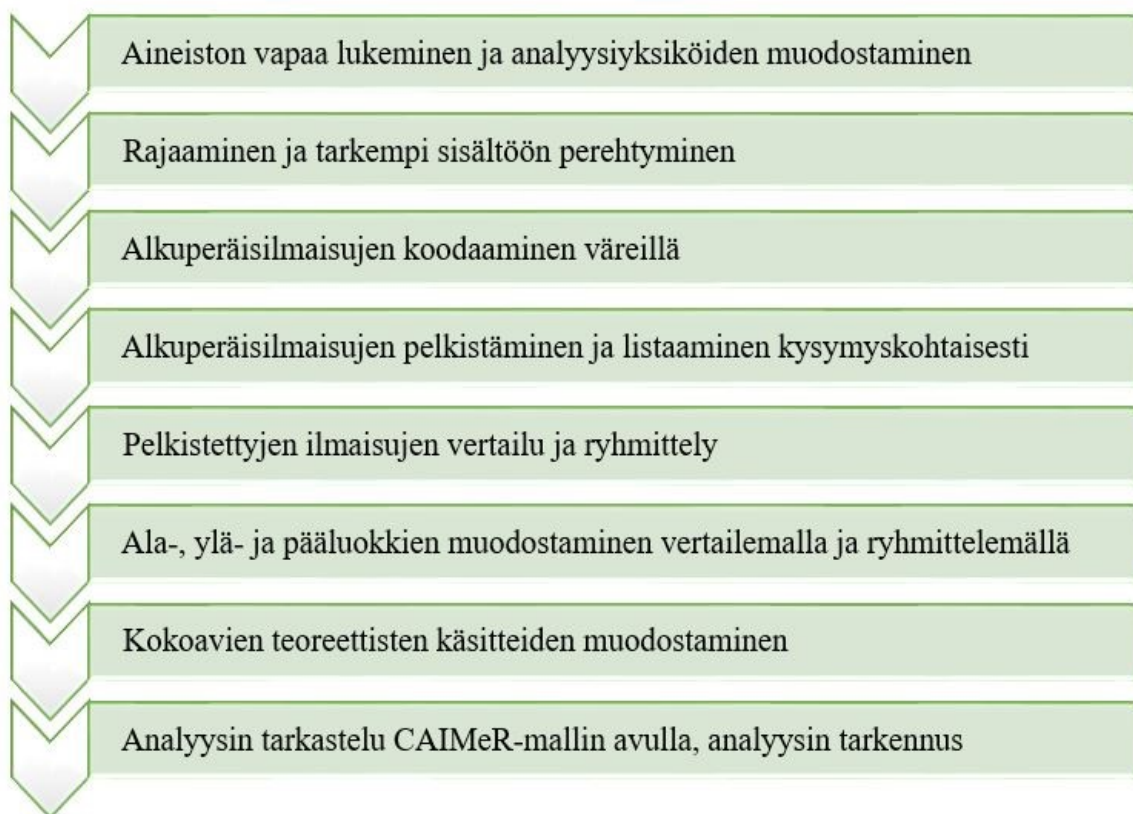 Aineiston vapaa lukeminen ja analyysiyksiköiden muodostaminen
Rajaaminen ja tarkempi sisältöön perehtyminen
Alkuperäisilmaisujen koodaaminen väreillä
Alkuperäisilmaisujen pelkistäminen ja listaaminen kysymyskohtaisesti
Pelkistettyjen ilmaisujen vertailu ja ryhmittely
Ala-, ylä- ja pääluokkien muodostaminen vertailemalla ja ryhmittelemällä
Kokoavien teoreettisten käsitteiden muodostaminen
Analyysin tarkastelu CAIMeR-mallin avulla, analyysin tarkennus